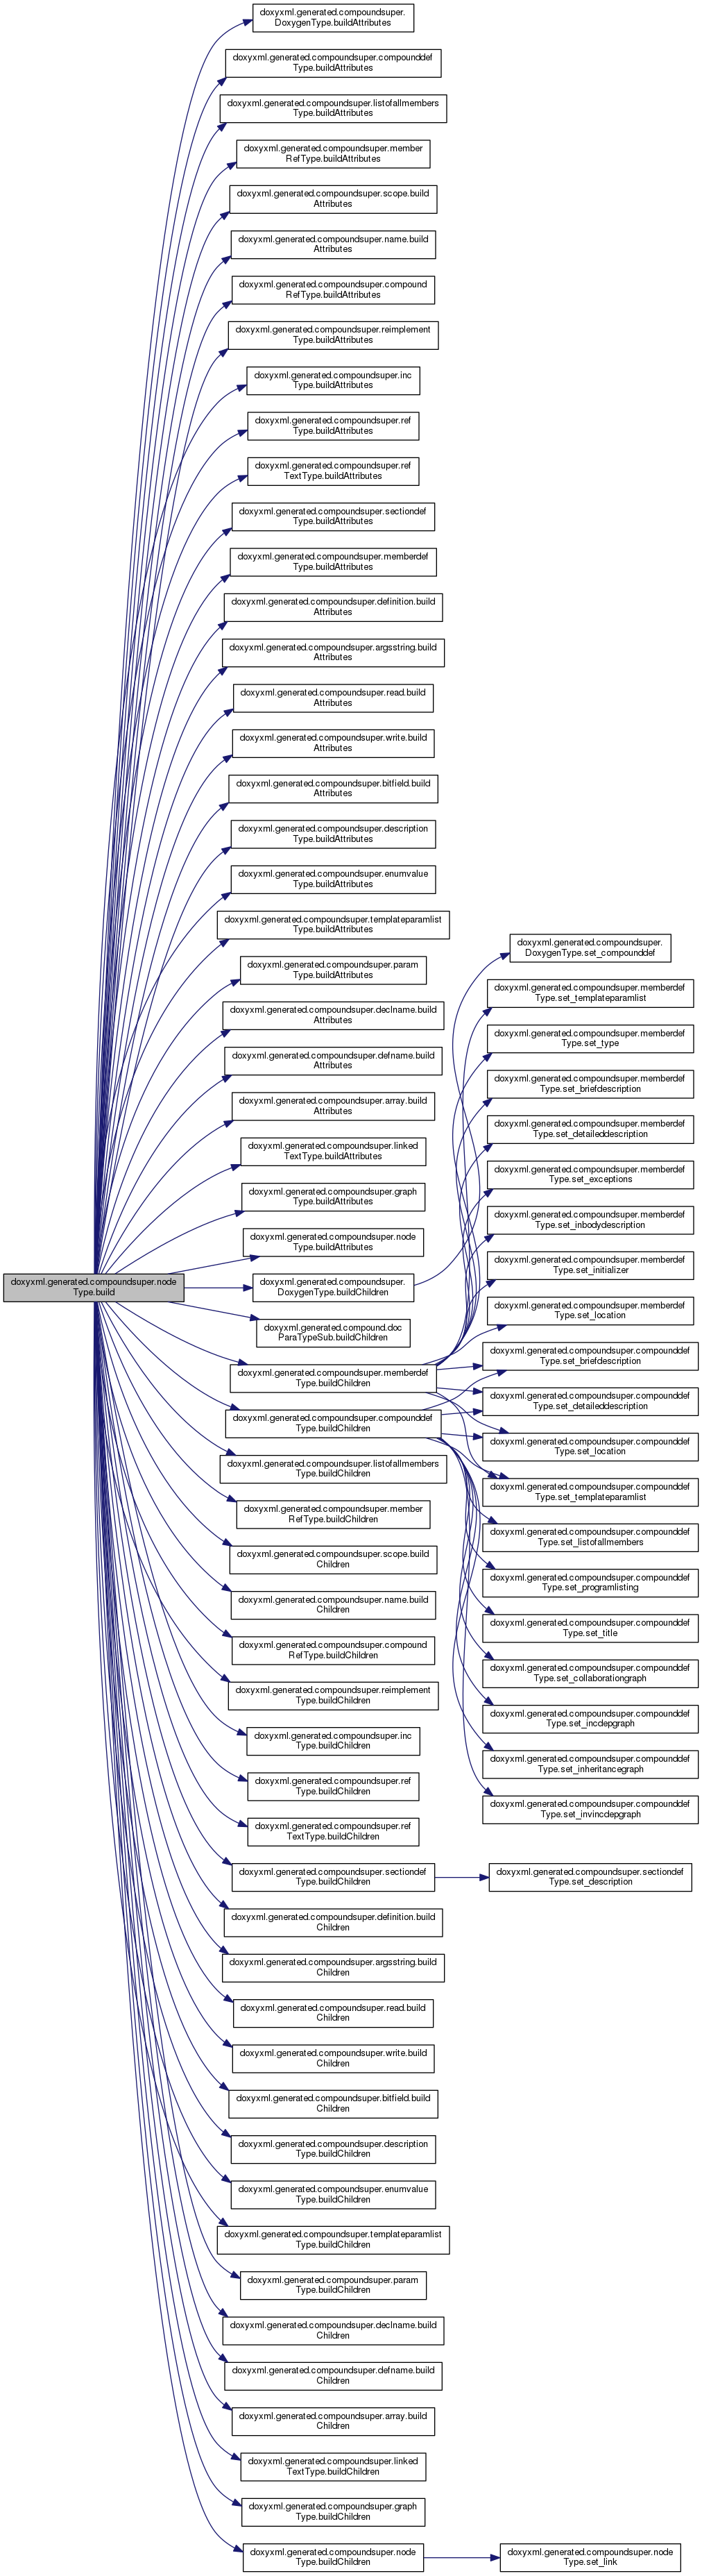 doxyxml.generated.compoundsuper.node
Type.build
doxyxml.generated.compoundsuper.
DoxygenType.buildAttributes
doxyxml.generated.compoundsuper.compounddef
Type.buildAttributes
doxyxml.generated.compoundsuper.listofallmembers
Type.buildAttributes
doxyxml.generated.compoundsuper.member
RefType.buildAttributes
doxyxml.generated.compoundsuper.scope.build
Attributes
doxyxml.generated.compoundsuper.name.build
Attributes
doxyxml.generated.compoundsuper.compound
RefType.buildAttributes
doxyxml.generated.compoundsuper.reimplement
Type.buildAttributes
doxyxml.generated.compoundsuper.inc
Type.buildAttributes
doxyxml.generated.compoundsuper.ref
Type.buildAttributes
doxyxml.generated.compoundsuper.ref
TextType.buildAttributes
doxyxml.generated.compoundsuper.sectiondef
Type.buildAttributes
doxyxml.generated.compoundsuper.memberdef
Type.buildAttributes
doxyxml.generated.compoundsuper.definition.build
Attributes
doxyxml.generated.compoundsuper.argsstring.build
Attributes
doxyxml.generated.compoundsuper.read.build
Attributes
doxyxml.generated.compoundsuper.write.build
Attributes
doxyxml.generated.compoundsuper.bitfield.build
Attributes
doxyxml.generated.compoundsuper.description
Type.buildAttributes
doxyxml.generated.compoundsuper.enumvalue
Type.buildAttributes
doxyxml.generated.compoundsuper.templateparamlist
Type.buildAttributes
doxyxml.generated.compoundsuper.param
Type.buildAttributes
doxyxml.generated.compoundsuper.declname.build
Attributes
doxyxml.generated.compoundsuper.defname.build
Attributes
doxyxml.generated.compoundsuper.array.build
Attributes
doxyxml.generated.compoundsuper.linked
TextType.buildAttributes
doxyxml.generated.compoundsuper.graph
Type.buildAttributes
doxyxml.generated.compoundsuper.node
Type.buildAttributes
doxyxml.generated.compoundsuper.
DoxygenType.buildChildren
doxyxml.generated.compound.doc
ParaTypeSub.buildChildren
doxyxml.generated.compoundsuper.memberdef
Type.buildChildren
doxyxml.generated.compoundsuper.compounddef
Type.buildChildren
doxyxml.generated.compoundsuper.listofallmembers
Type.buildChildren
doxyxml.generated.compoundsuper.member
RefType.buildChildren
doxyxml.generated.compoundsuper.scope.build
Children
doxyxml.generated.compoundsuper.name.build
Children
doxyxml.generated.compoundsuper.compound
RefType.buildChildren
doxyxml.generated.compoundsuper.reimplement
Type.buildChildren
doxyxml.generated.compoundsuper.inc
Type.buildChildren
doxyxml.generated.compoundsuper.ref
Type.buildChildren
doxyxml.generated.compoundsuper.ref
TextType.buildChildren
doxyxml.generated.compoundsuper.sectiondef
Type.buildChildren
doxyxml.generated.compoundsuper.definition.build
Children
doxyxml.generated.compoundsuper.argsstring.build
Children
doxyxml.generated.compoundsuper.read.build
Children
doxyxml.generated.compoundsuper.write.build
Children
doxyxml.generated.compoundsuper.bitfield.build
Children
doxyxml.generated.compoundsuper.description
Type.buildChildren
doxyxml.generated.compoundsuper.enumvalue
Type.buildChildren
doxyxml.generated.compoundsuper.templateparamlist
Type.buildChildren
doxyxml.generated.compoundsuper.param
Type.buildChildren
doxyxml.generated.compoundsuper.declname.build
Children
doxyxml.generated.compoundsuper.defname.build
Children
doxyxml.generated.compoundsuper.array.build
Children
doxyxml.generated.compoundsuper.linked
TextType.buildChildren
doxyxml.generated.compoundsuper.graph
Type.buildChildren
doxyxml.generated.compoundsuper.node
Type.buildChildren
doxyxml.generated.compoundsuper.
DoxygenType.set_compounddef
doxyxml.generated.compoundsuper.memberdef
Type.set_templateparamlist
doxyxml.generated.compoundsuper.memberdef
Type.set_type
doxyxml.generated.compoundsuper.memberdef
Type.set_briefdescription
doxyxml.generated.compoundsuper.memberdef
Type.set_detaileddescription
doxyxml.generated.compoundsuper.memberdef
Type.set_exceptions
doxyxml.generated.compoundsuper.memberdef
Type.set_inbodydescription
doxyxml.generated.compoundsuper.memberdef
Type.set_initializer
doxyxml.generated.compoundsuper.memberdef
Type.set_location
doxyxml.generated.compoundsuper.compounddef
Type.set_briefdescription
doxyxml.generated.compoundsuper.compounddef
Type.set_detaileddescription
doxyxml.generated.compoundsuper.compounddef
Type.set_location
doxyxml.generated.compoundsuper.compounddef
Type.set_templateparamlist
doxyxml.generated.compoundsuper.compounddef
Type.set_listofallmembers
doxyxml.generated.compoundsuper.compounddef
Type.set_programlisting
doxyxml.generated.compoundsuper.compounddef
Type.set_title
doxyxml.generated.compoundsuper.compounddef
Type.set_collaborationgraph
doxyxml.generated.compoundsuper.compounddef
Type.set_incdepgraph
doxyxml.generated.compoundsuper.compounddef
Type.set_inheritancegraph
doxyxml.generated.compoundsuper.compounddef
Type.set_invincdepgraph
doxyxml.generated.compoundsuper.sectiondef
Type.set_description
doxyxml.generated.compoundsuper.node
Type.set_link